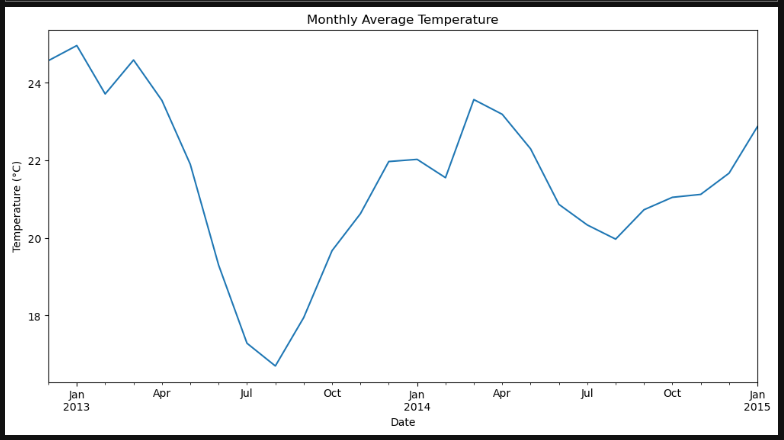 Monthly Average Temperature
Temperature (°C)
24
22
20
18
Jan Apr Jul Oct Jan Apr Jul Oct Jan
2013 2014 2015
Date